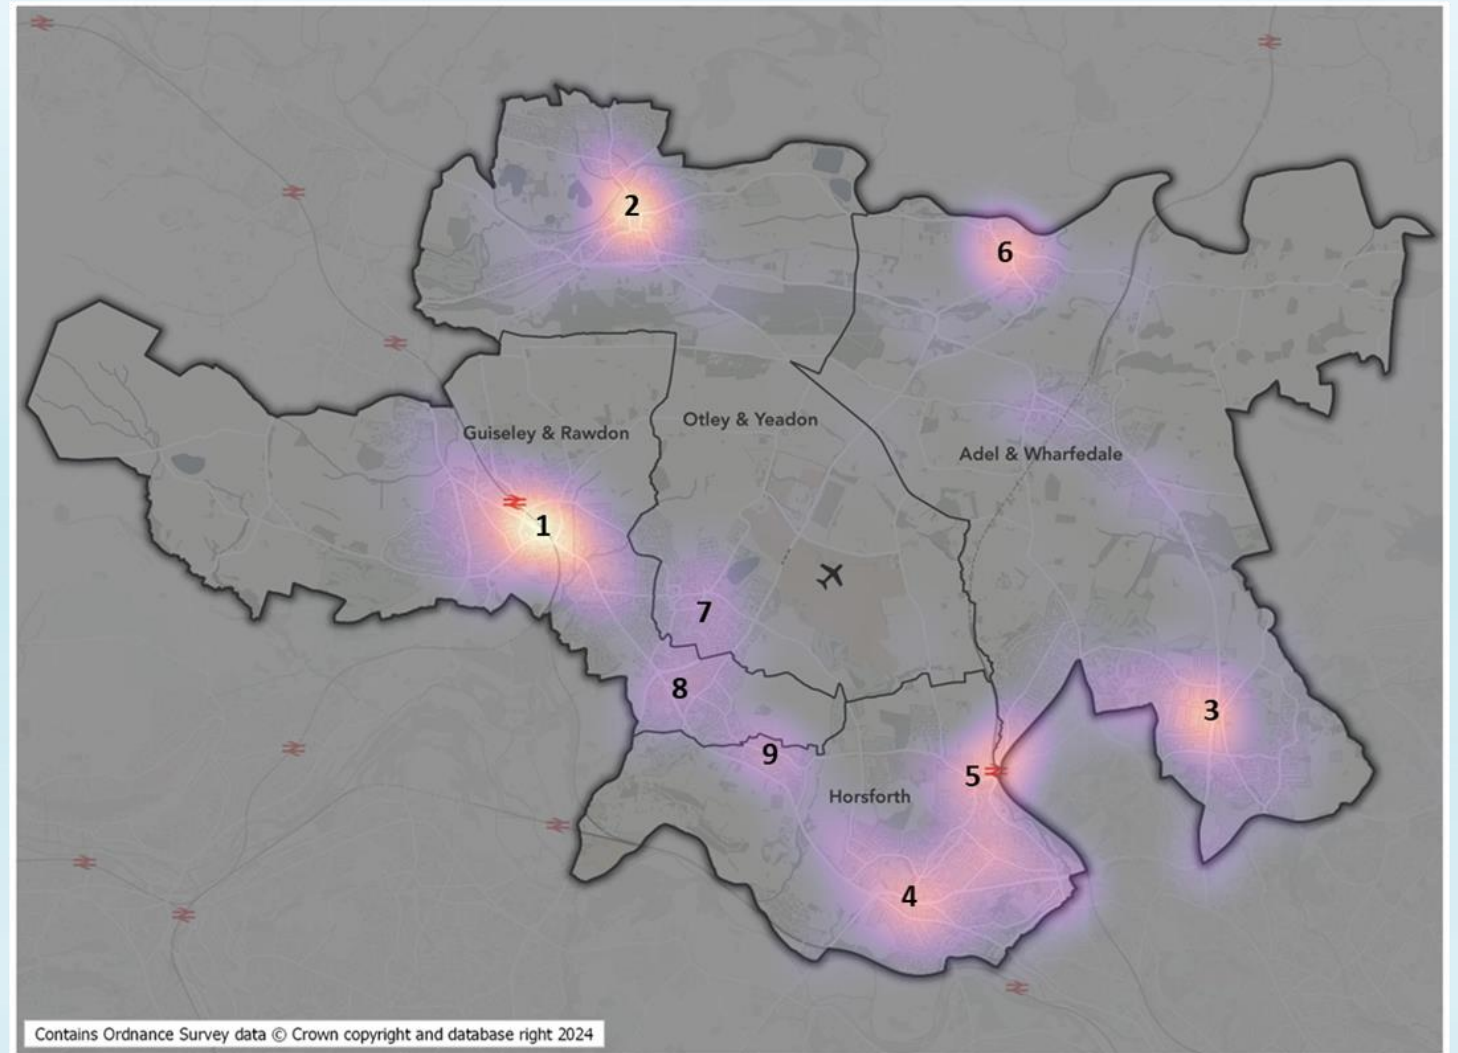 2
6
Otley & Yeadon
Guiseley & Rawdon
Adel & Wharfedale
1
7
8
3
9
5
Horsforth
4
Contains Ordnance Survey data © Crown copyright and database right 2024